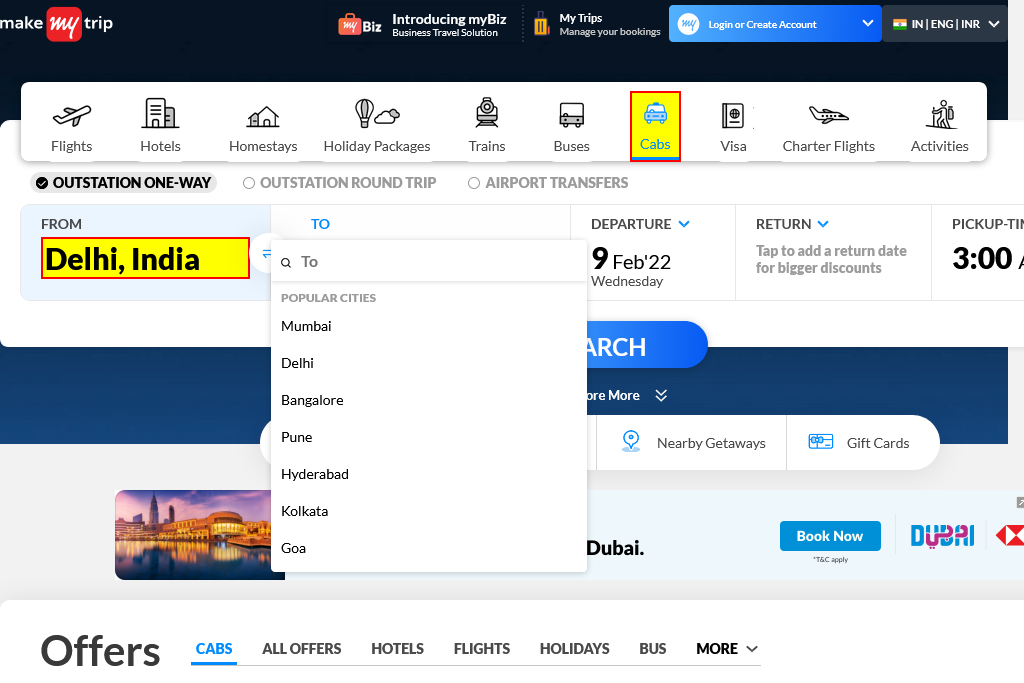 make my trip
myBiz
Introducing myBiz
Business Travel Solution
My Trips
Manage your bookings
my
Login or Create Account
IN | ENG | INR
Flights
Hotels
Homestays
Holiday Packages
Trains
Buses
Cabs
Visa
Charter Flights
Activities
OUTSTATION ONE-WAY
OUTSTATION ROUND TRIP
AIRPORT TRANSFERS
FROM
Delhi, India
TO
To
POPULAR CITIES
Mumbai
Delhi
Bangalore
Pune
Hyderabad
Kolkata
Goa
DEPARTURE
9 Feb'22
Wednesday
RETURN
Tap to add a return date
for bigger discounts
PICKUP-TIM
3:00 A
ARCH
ore More
Nearby Getaways
Gift Cards
Dubai.
Book Now
*T&C apply
DUBAI
Offers
CABS
ALL OFFERS
HOTELS
FLIGHTS
HOLIDAYS
BUS
MORE